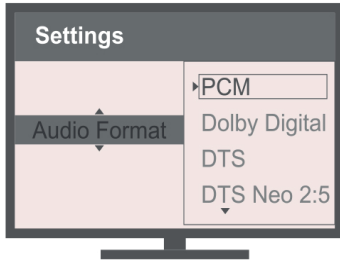 Settings
Audio Format
PCM
Dolby Digital
DTS
DTS Neo 2:5